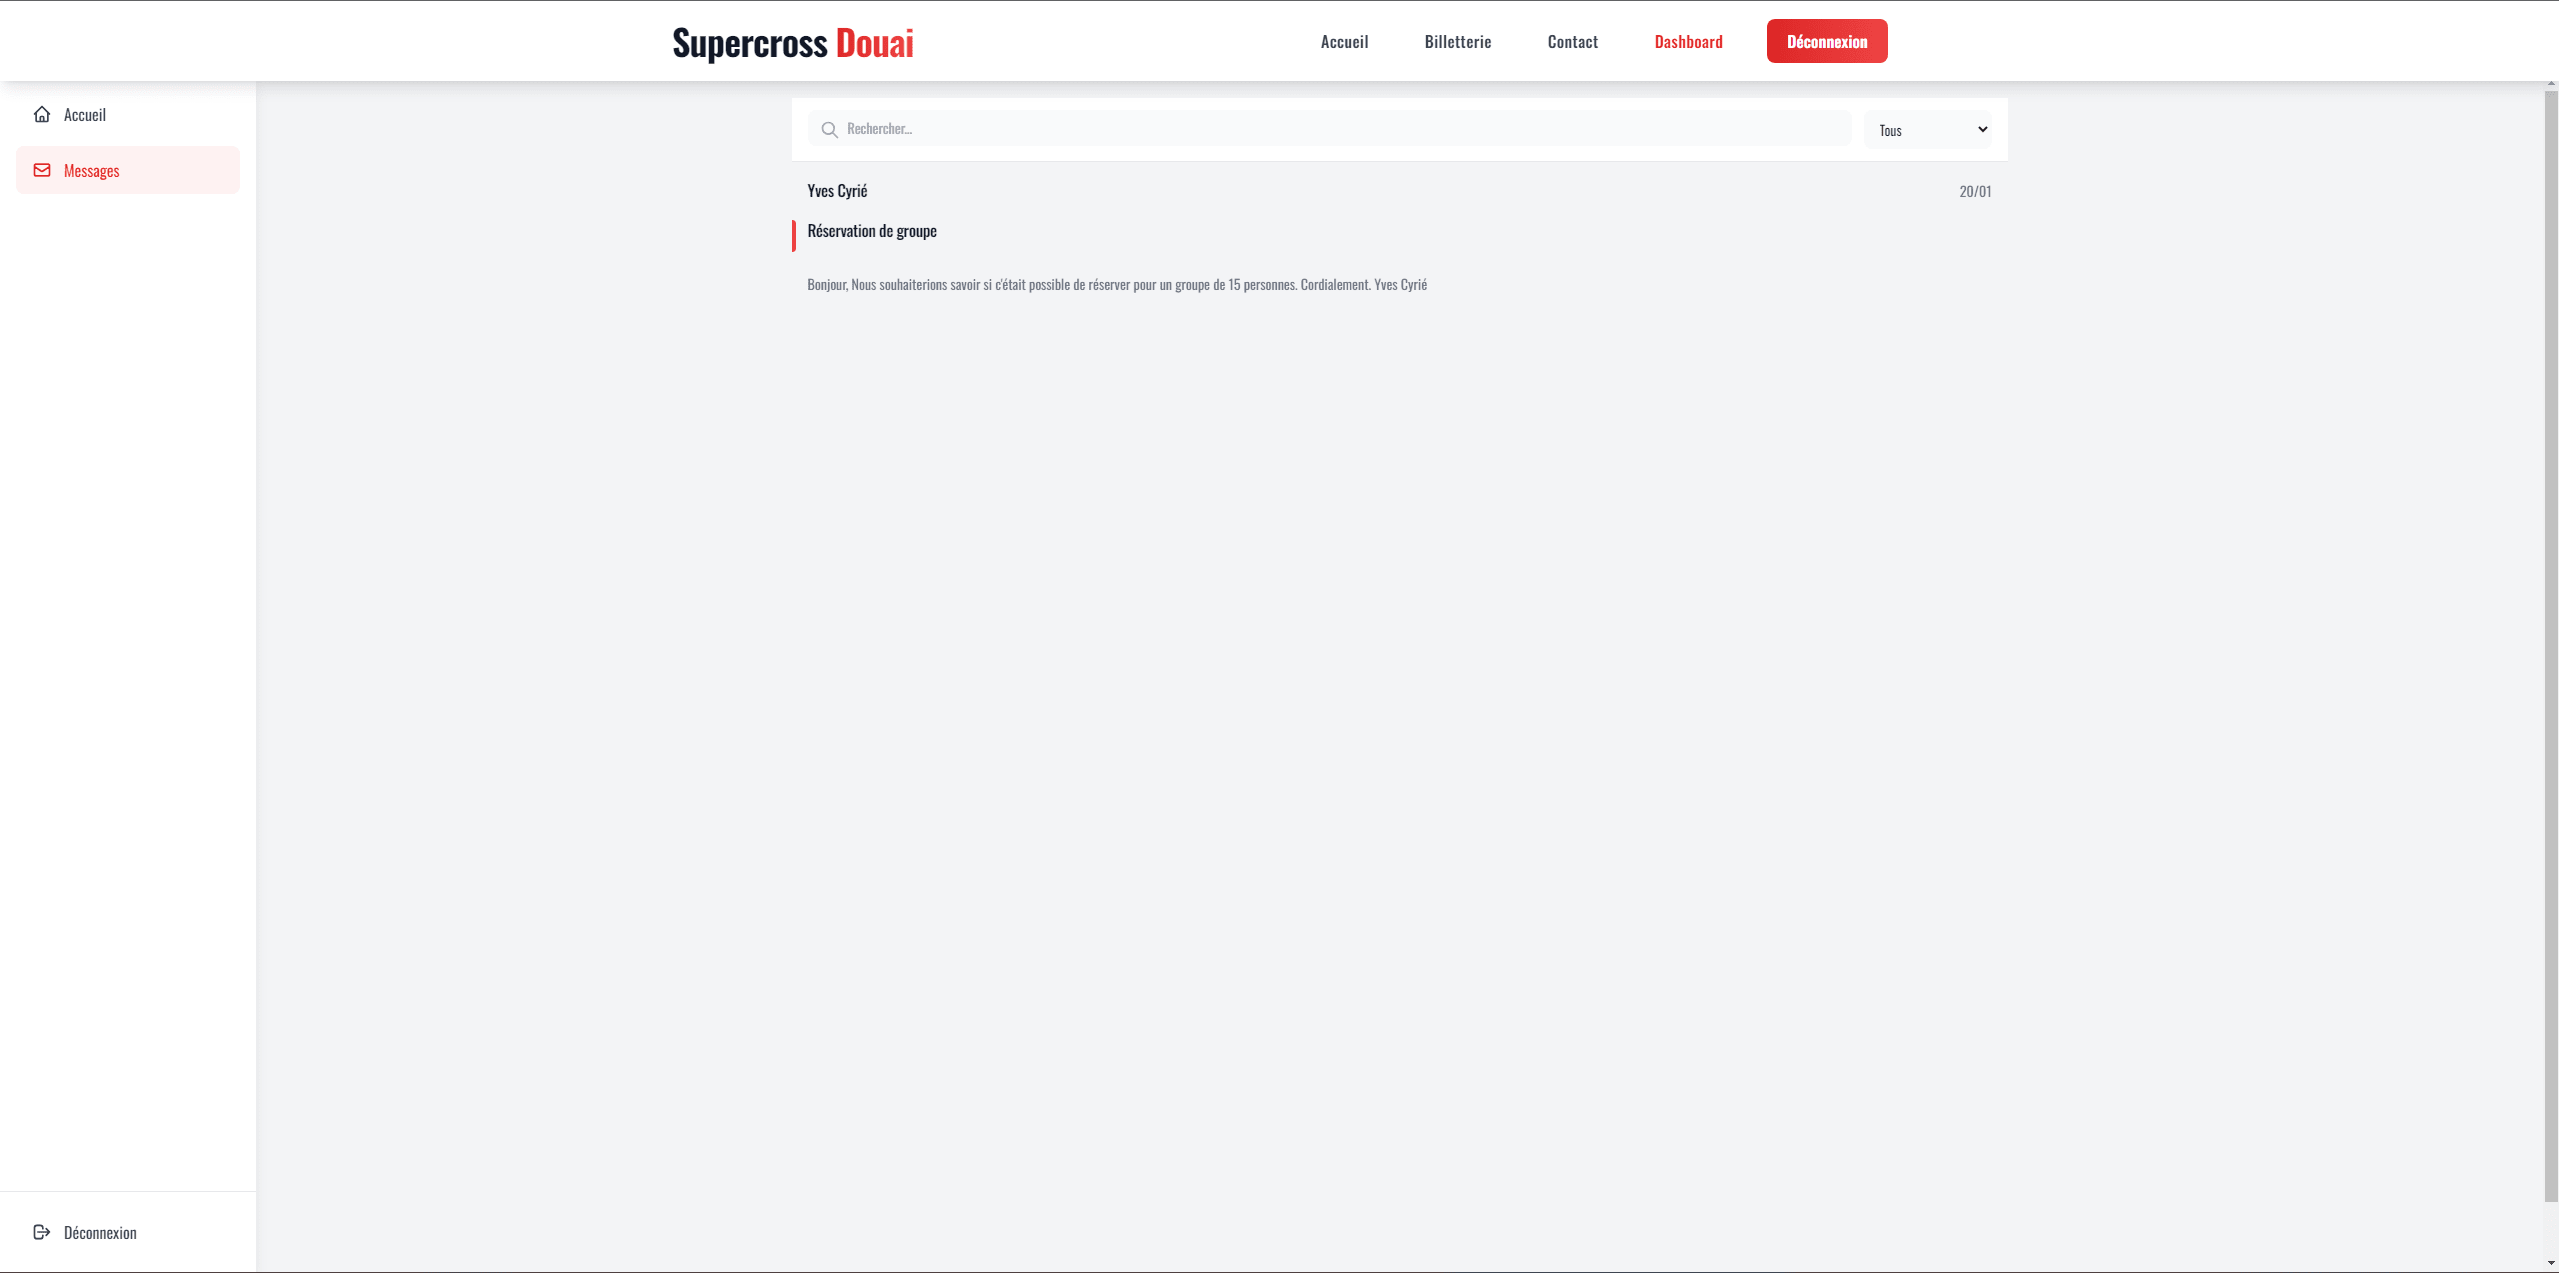 Supercross Douai
Accueil
Billetterie
Contact
Dashboard
Déconnexion
Accueil
Messages
Rechercher...
Tous
Yves Cyrié
20/01
Réservation de groupe
Bonjour, Nous souhaiterions savoir si c'était possible de réserver pour un groupe de 15 personnes. Cordialement. Yves Cyrié
Déconnexion